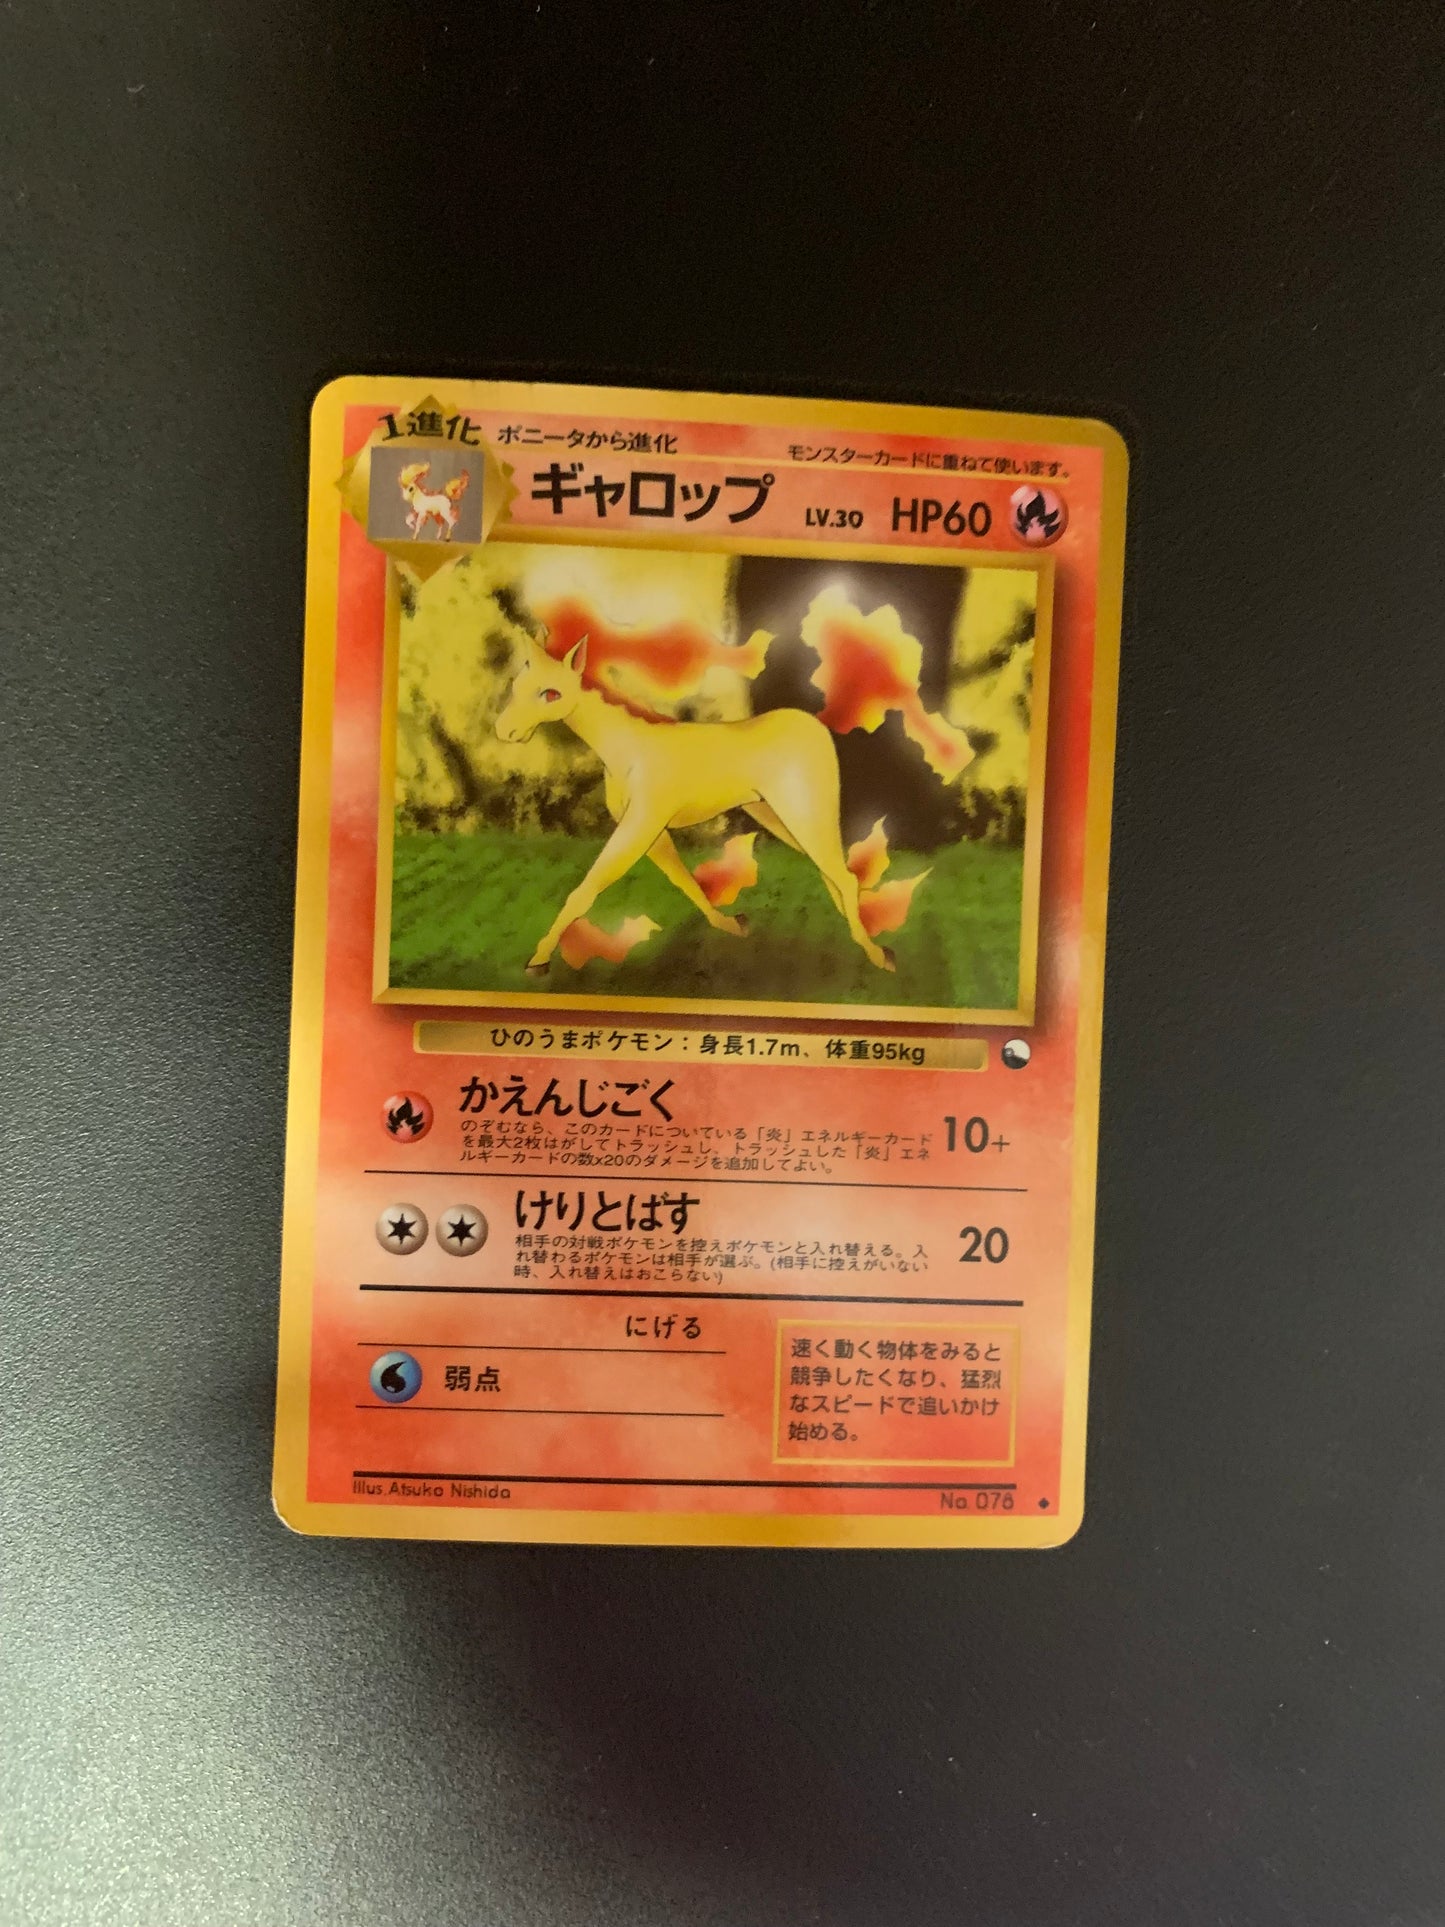 1進化
ポニータから進化
モンスターカードに重ねて使います。
ギャロップ LV.30 HP60
ひのうまポケモン：身長1.7m、体重95kg
かえんじごく
のぞむなら、このカードについている「炎」エネルギーカード
を最大2枚はがしてトラッシュし、トラッシュした「炎」エネ
ルギーカードの数x20のダメージを追加してよい。
10+
けりとばす
相手の対戦ポケモンを控えポケモンと入れ替える。入
れ替わるポケモンは相手が選ぶ。(相手に控えがいない
時、入れ替えはおこらない)
20
にげる
弱点
速く動く物体をみると
競争したくなり、猛烈
なスピードで追いかけ
始める。
Illus.Atsuko Nishida
No. 078